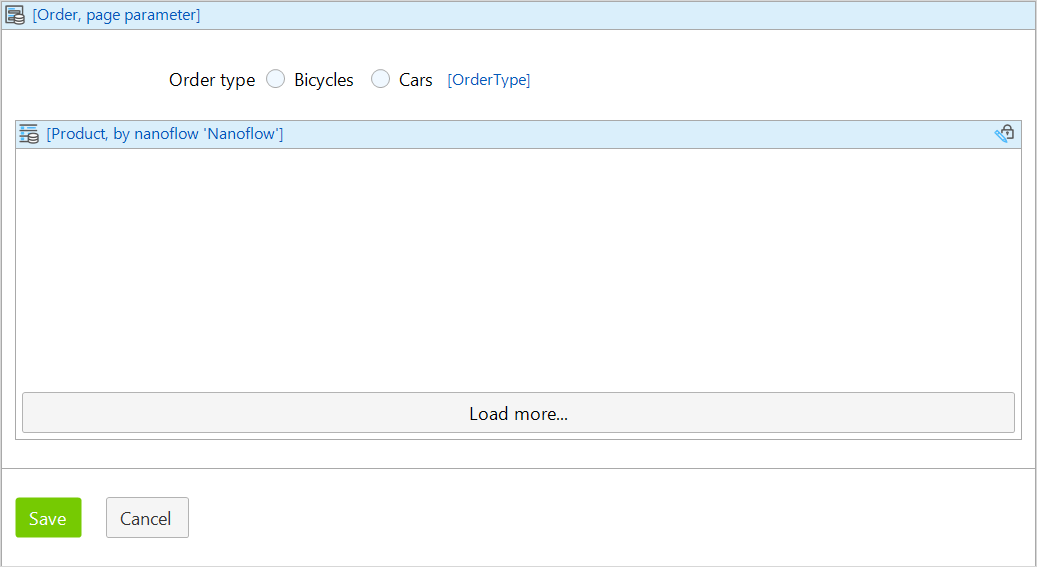 [Order, page parameter]
Order type Bicycles Cars [OrderType]
[Product, by nanoflow 'Nanoflow']
Load more...
Save Cancel